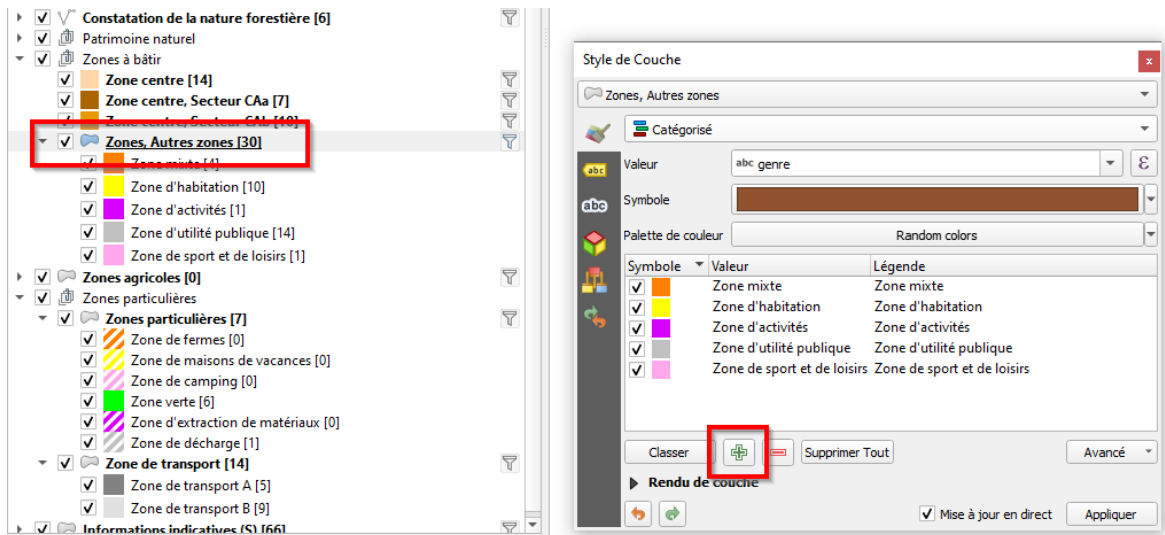 Constatation de la nature forestière [6]
Patrimoine naturel
Zones à bâtir
Zone centre [14]
Zone centre, Secteur CAa [7]
Zone centre, Secteur CAb [10]
Zones, Autres zones [30]
Zone mixte [4]
Zone d'habitation [10]
Zone d'activités [1]
Zone d'utilité publique [14]
Zone de sport et de loisirs [1]
Zones agricoles [0]
Zones particulières
Zones particulières [7]
Zone de fermes [0]
Zone de maisons de vacances [0]
Zone de camping [0]
Zone verte [6]
Zone d'extraction de matériaux [0]
Zone de décharge [1]
Zone de transport [14]
Zone de transport A [5]
Zone de transport B [9]
Informations indicatives (S) [66]
Style de Couche
x
Zones, Autres zones
Catégorisé
abc
Valeur abc genre ε
abc
Symbole
Palette de couleur Random colors
Symbole Valeur Légende
Zone mixte Zone mixte
Zone d'habitation Zone d'habitation
Zone d'activités Zone d'activités
Zone d'utilité publique Zone d'utilité publique
Zone de sport et de loisirs Zone de sport et de loisirs
Classer Supprimer Tout Avancé
Rendu de couche
Mise à jour en direct Appliquer